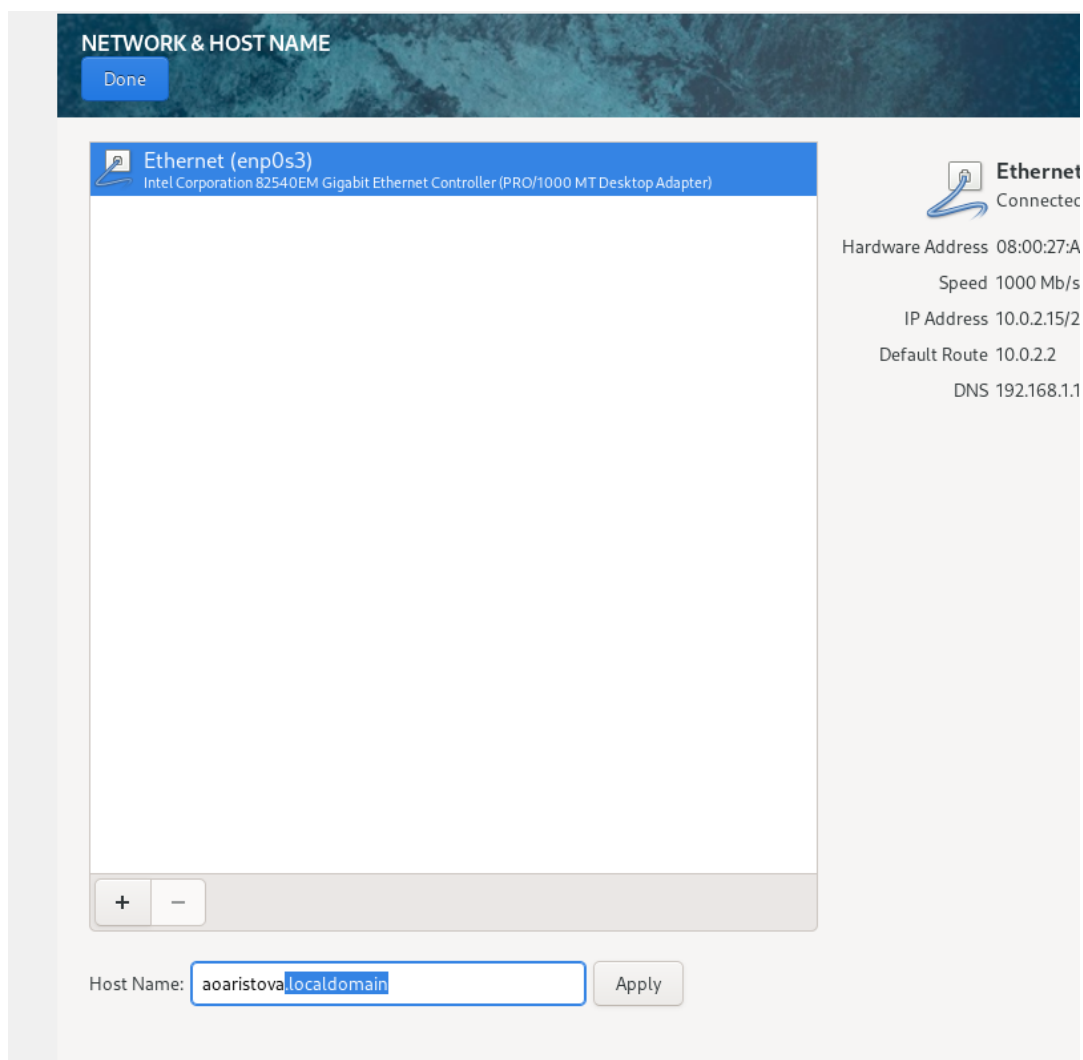 NETWORK & HOST NAME
Done
Ethernet (enp0s3)
Intel Corporation 82540EM Gigabit Ethernet Controller (PRO/1000 MT Desktop Adapter)
Ethernet
Connected
Hardware Address 08:00:27:A
Speed 1000 Mb/s
IP Address 10.0.2.15/2
Default Route 10.0.2.2
DNS 192.168.1.1
+ −
Host Name: aoaristova.localdomain Apply